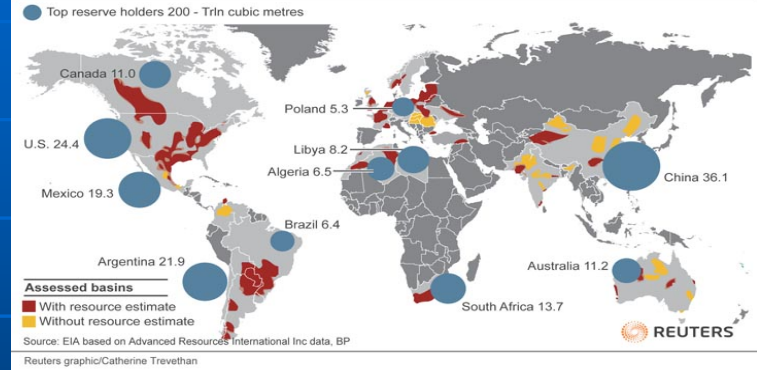 Top reserve holders 200 - Trln cubic metres
Canada 11.0
Poland 5.3
U.S. 24.4
Libya 8.2
Algeria 6.5
China 36.1
Mexico 19.3
Brazil 6.4
Argentina 21.9
Australia 11.2
South Africa 13.7
Assessed basins
With resource estimate
Without resource estimate
REUTERS
Source: EIA based on Advanced Resources International Inc data, BP
Reuters graphic/Catherine Trevethan